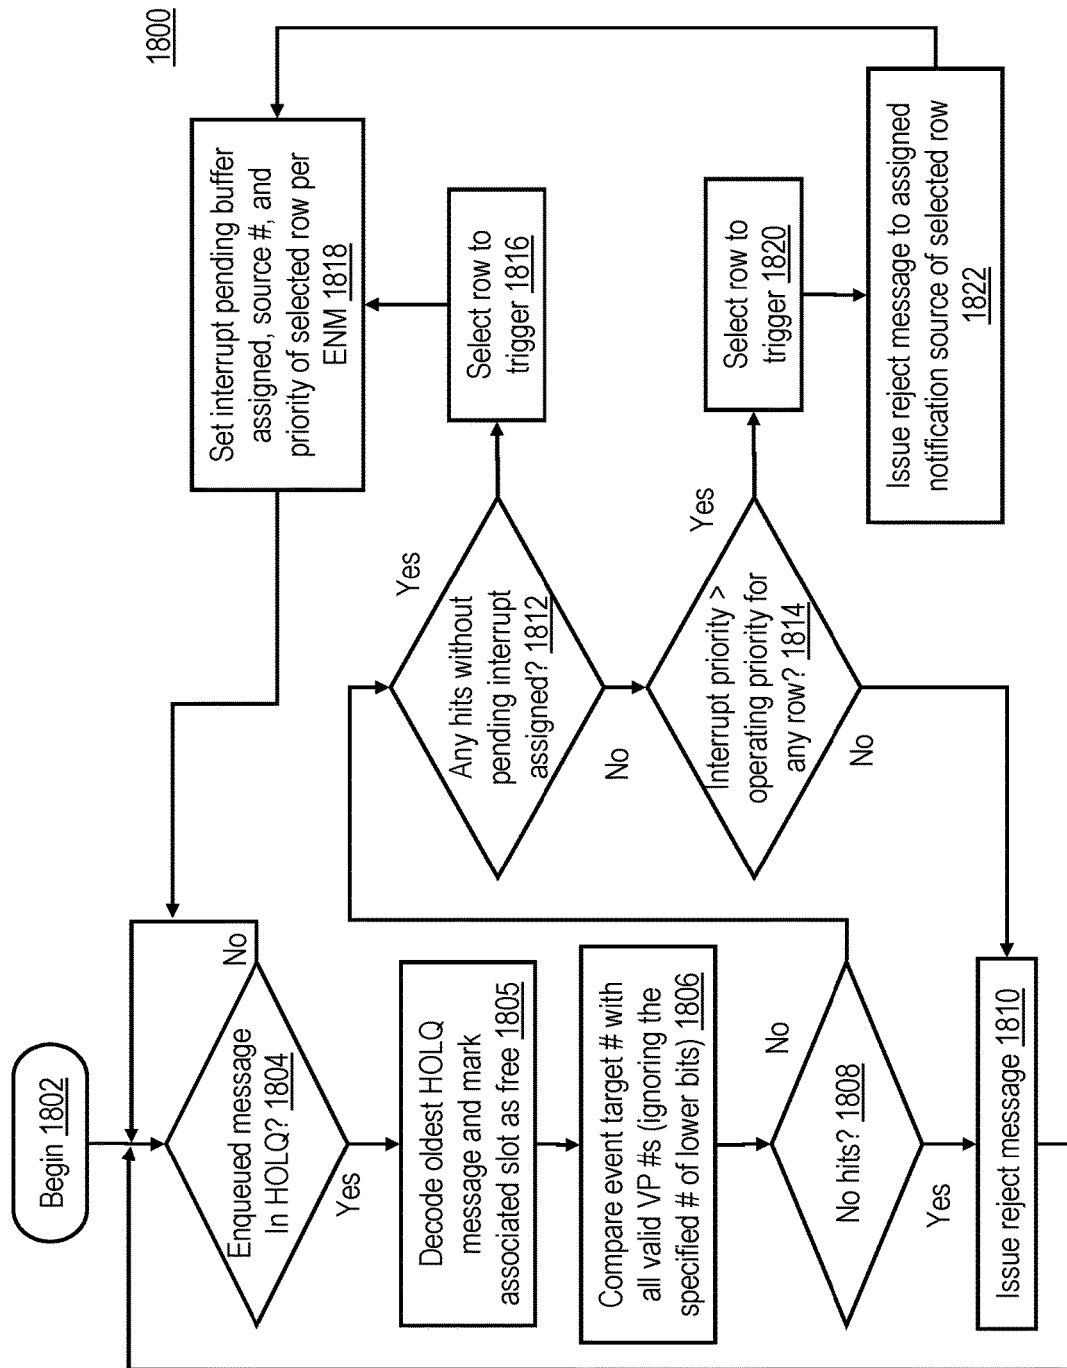 1800
Begin 1802
Enqueued message
In HOLQ? 1804
No
Yes
Decode oldest HOLQ
message and mark
associated slot as free 1805
Compare event target # with
all valid VP #s (ignoring the
specified # of lower bits) 1806
No hits? 1808
No
Yes
Issue reject message 1810
Any hits without
pending interrupt
assigned? 1812
Yes
No
Interrupt priority >
operating priority for
any row? 1814
Yes
No
Select row to
trigger 1816
Set interrupt pending buffer
assigned, source #, and
priority of selected row per
ENM 1818
Select row to
trigger 1820
Issue reject message to assigned
notification source of selected row
1822